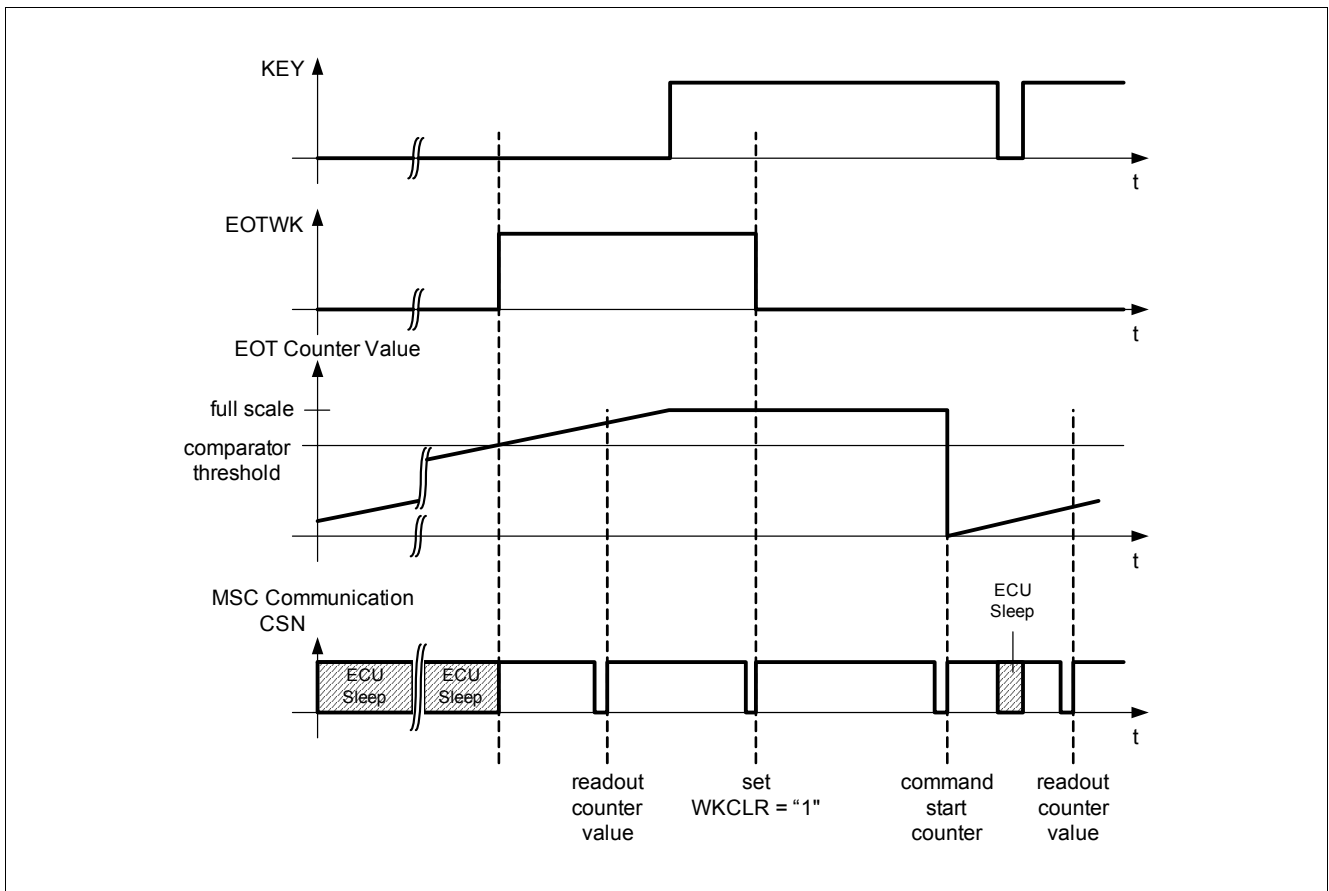 KEY
t
EOTWK
t
EOT Counter Value
full scale
comparator
threshold
t
ECU
Sleep
MSC Communication
CSN
ECU
Sleep
ECU
Sleep
t
readout
counter
value
set
WKCLR = “1"
command
start
counter
readout
counter
value